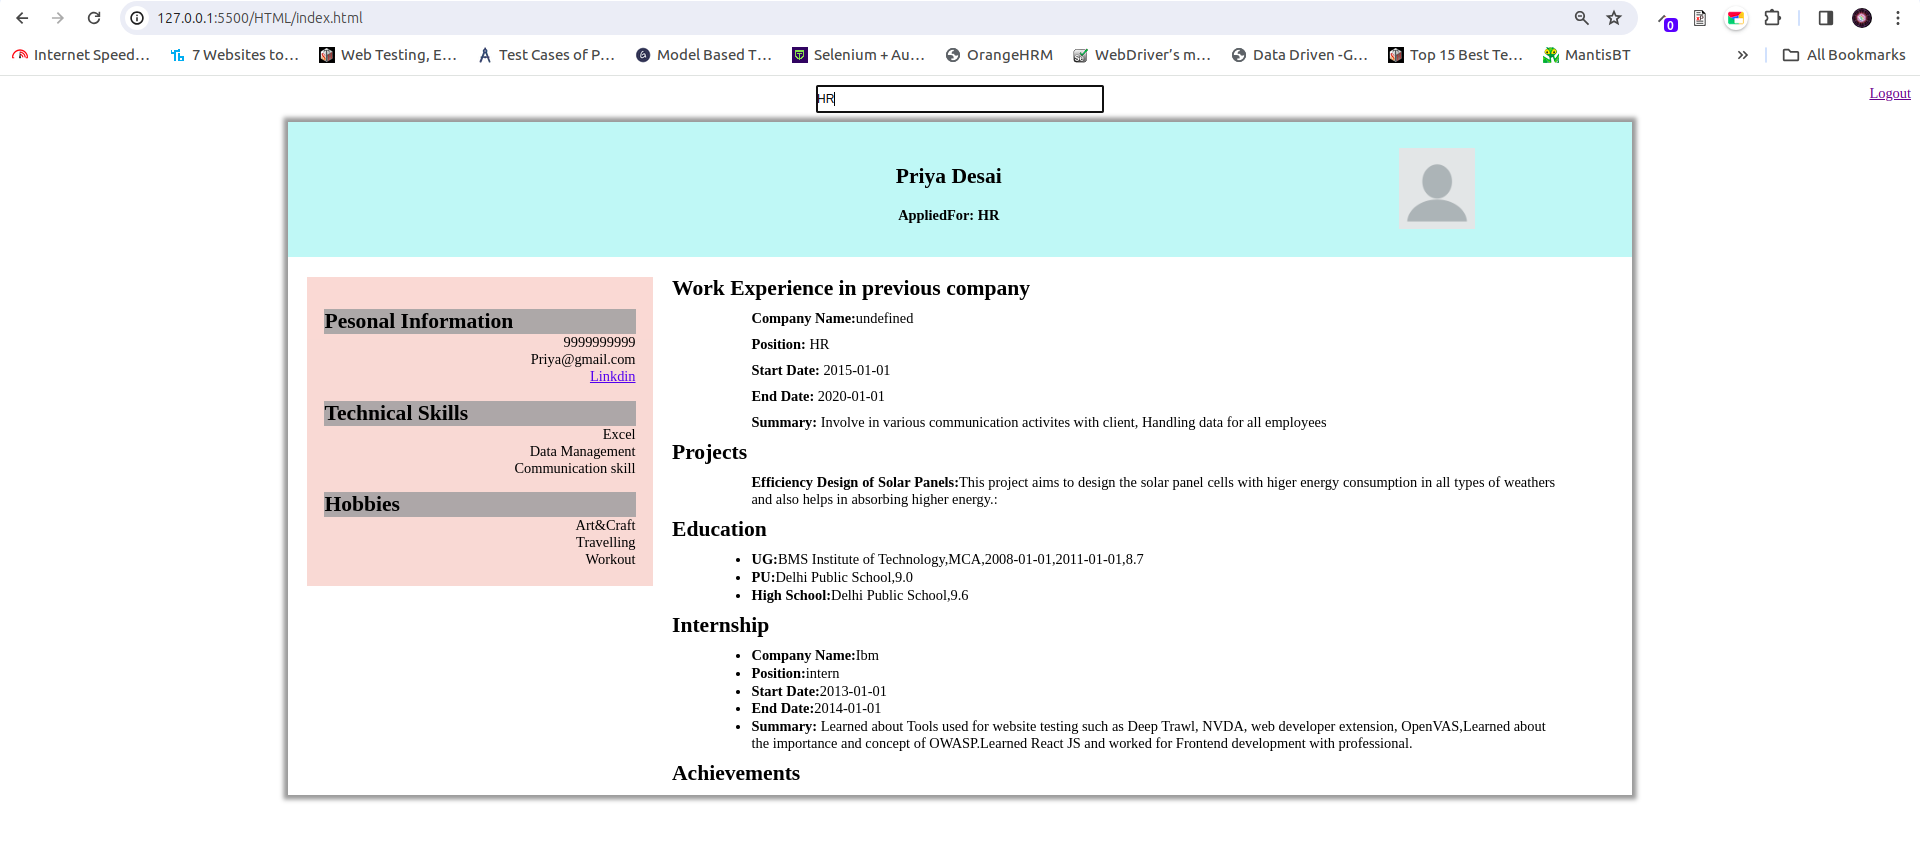 127.0.0.1:5500/HTML/index.html
0
Internet Speed... 7 Websites to... Web Testing, E... Test Cases of P... Model Based T... Selenium + Au... OrangeHRM WebDriver's m... Data Driven -G... Top 15 Best Te... MantisBT » All Bookmarks
HR
Logout
Priya Desai
AppliedFor: HR
Pesonal Information
9999999999
Priya@gmail.com
Linkdin
Technical Skills
Excel
Data Management
Communication skill
Hobbies
Art&Craft
Travelling
Workout
Work Experience in previous company
Company Name:undefined
Position: HR
Start Date: 2015-01-01
End Date: 2020-01-01
Summary: Involve in various communication activites with client, Handling data for all employees
Projects
Efficiency Design of Solar Panels:This project aims to design the solar panel cells with higer energy consumption in all types of weathers
and also helps in absorbing higher energy.:
Education
• UG:BMS Institute of Technology,MCA,2008-01-01,2011-01-01,8.7
• PU:Delhi Public School,9.0
• High School:Delhi Public School,9.6
Internship
• Company Name:Ibm
• Position:intern
• Start Date:2013-01-01
• End Date:2014-01-01
• Summary: Learned about Tools used for website testing such as Deep Trawl, NVDA, web developer extension, OpenVAS,Learned about
the importance and concept of OWASP.Learned React JS and worked for Frontend development with professional.
Achievements